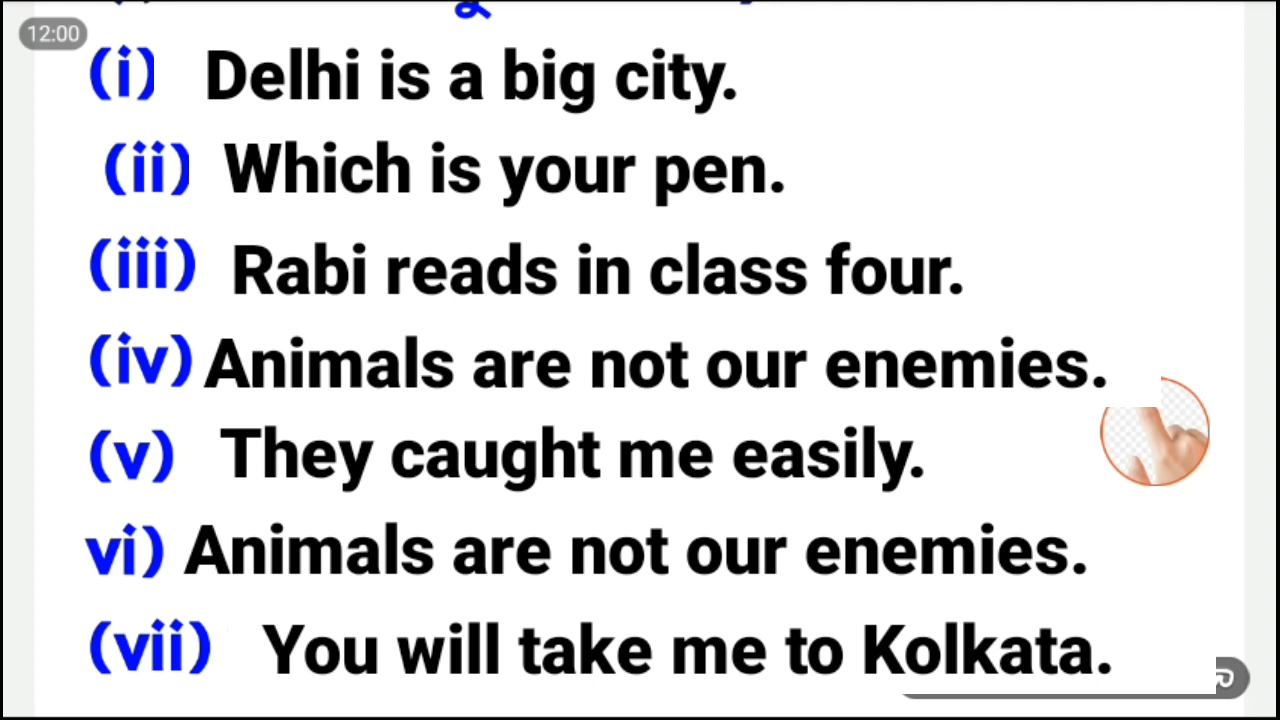 12:00
(i) Delhi is a big city.
(ii) Which is your pen.
(iii) Rabi reads in class four.
(iv) Animals are not our enemies.
(v) They caught me easily.
vi) Animals are not our enemies.
(vii) You will take me to Kolkata.